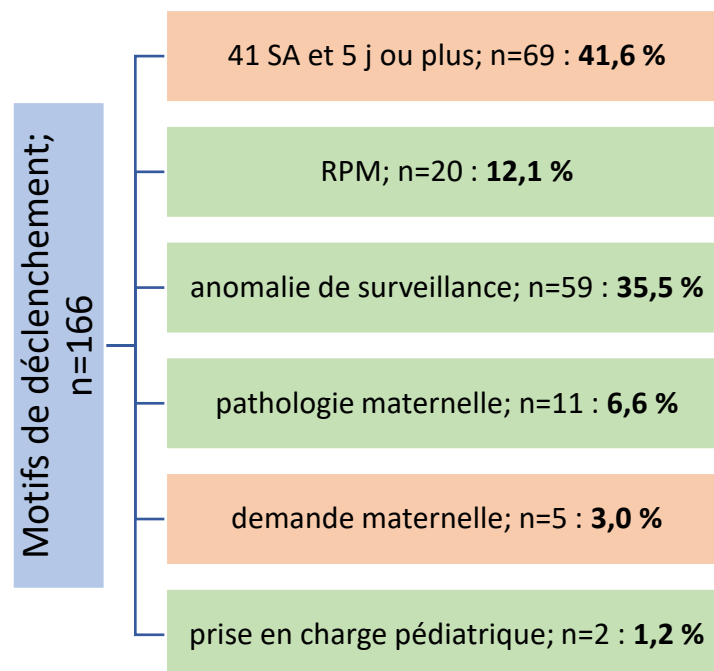 Motifs de déclenchement;
n=166
41 SA et 5 j ou plus; n=69 : 41,6 %
RPM; n=20 : 12,1 %
anomalie de surveillance; n=59 : 35,5 %
pathologie maternelle; n=11 : 6,6 %
demande maternelle; n=5 : 3,0 %
prise en charge pédiatrique; n=2 : 1,2 %